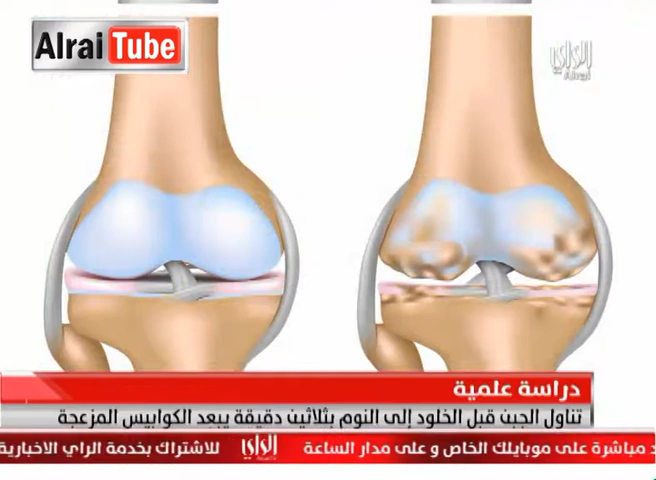 Alrai Tube
الراي
Alrai
دراسة علمية
تناول الجبن قبل الخلود إلى النوم بثلاثين دقيقة يبعد الكوابيس المزعجة
مباشرة على موبايلك الخاص و على مدار الساعة الراي للاشتراك بخدمة الراي الاخبارية